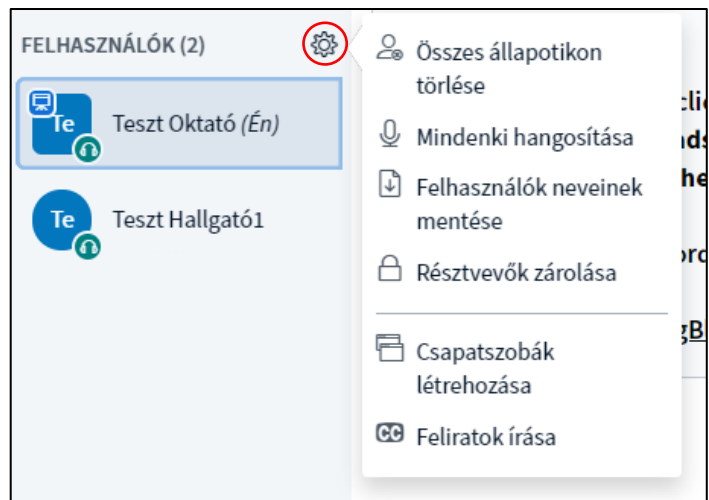 FELHASZNÁLÓK (2)
Te Teszt Oktató (Én)
Te Teszt Hallgató1
Összes állapotikon
törlése
Mindenki hangosítása
Felhasználók neveinek
mentése
Résztvevők zárolása
Csapatszobák
létrehozása
CC Feliratok írása